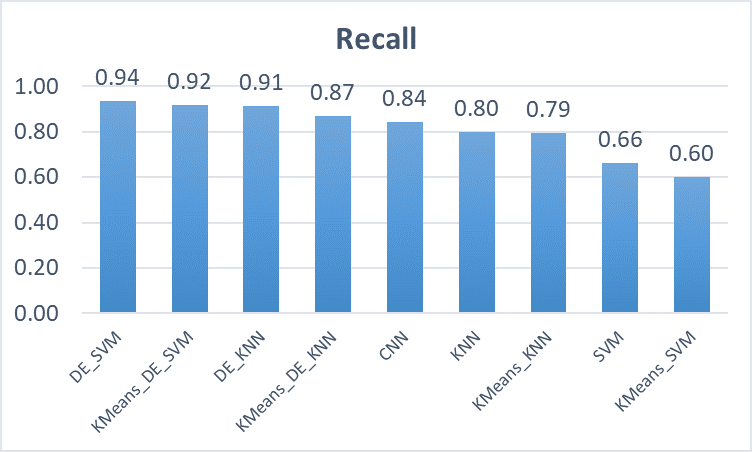 Recall
0.94 0.92 0.91 0.87 0.84 0.80 0.79 0.66 0.60
1.00
0.80
0.60
0.40
0.20
0.00
DE_SVM
KMeans_DE_SVM
DE_KNN
KMeans_DE_KNN
CNN
KNN
KMeans_KNN
SVM
KMeans_SVM